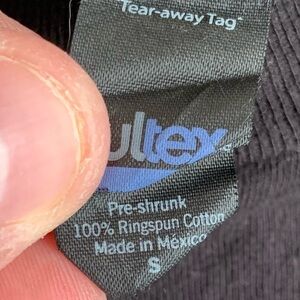 Tear-away Tag*
ultex
Pre-shrunk
100% Ringspun Cotton
Made in Mexico
S